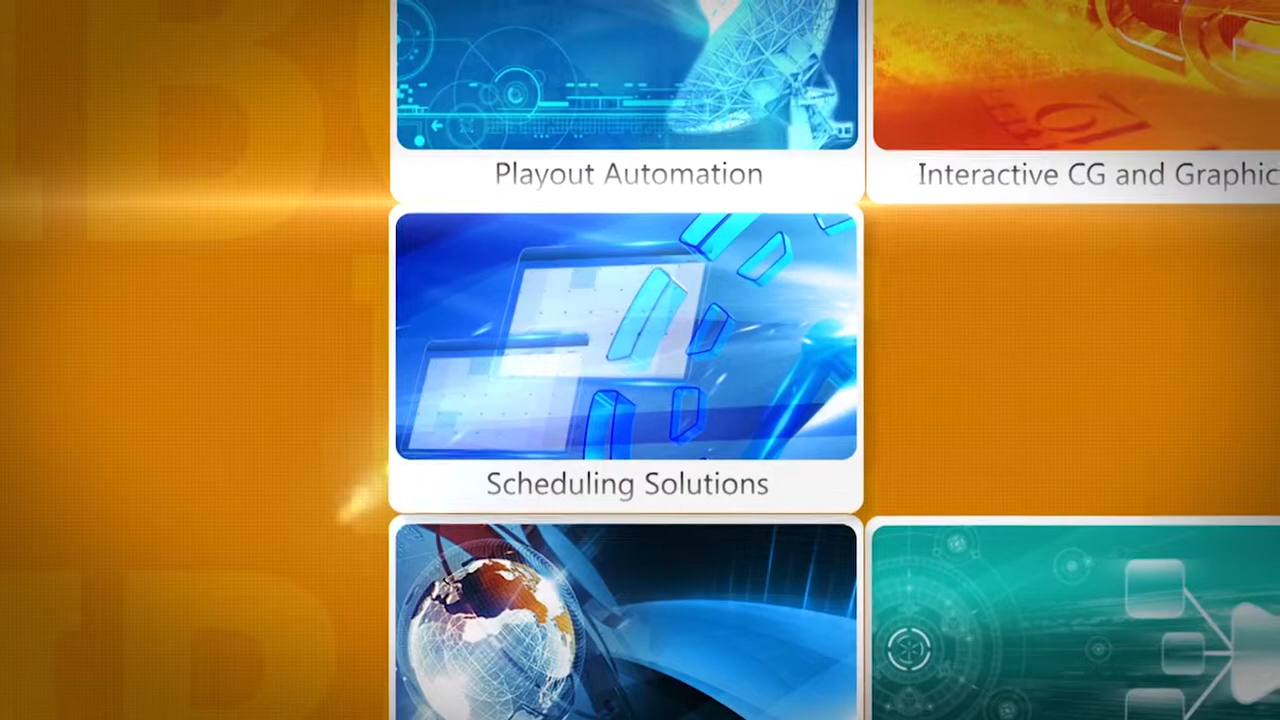 Playout Automation
Interactive CG and Graphic
Scheduling Solutions